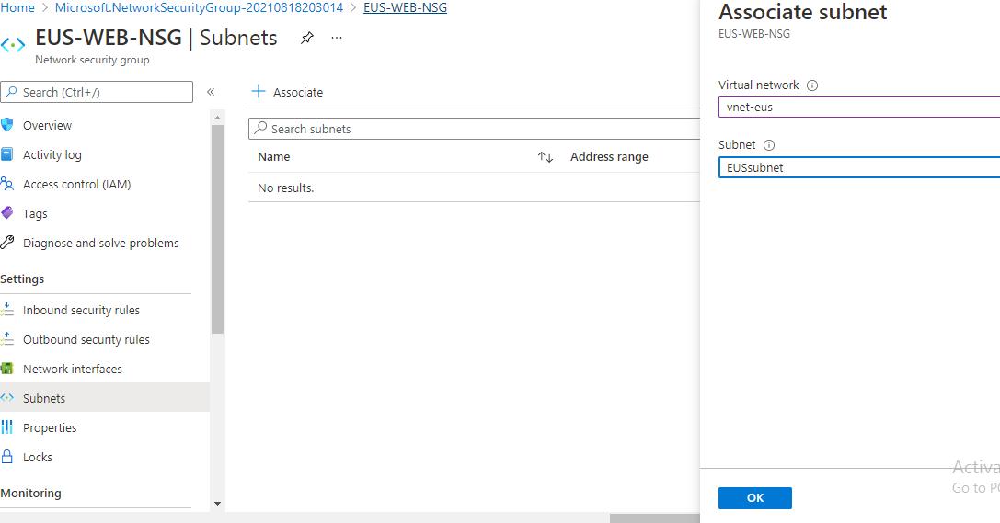 Home > Microsoft.NetworkSecurityGroup-20210818203014 > EUS-WEB-NSG
EUS-WEB-NSG | Subnets
Network security group
Search (Ctrl+/)
Overview
Activity log
Access control (IAM)
Tags
Diagnose and solve problems
Settings
Inbound security rules
Outbound security rules
Network interfaces
Subnets
Properties
Locks
Monitoring
Associate
Search subnets
Name Address range
No results.
Associate subnet
EUS-WEB-NSG
Virtual network
vnet-eus
Subnet
EUSsubnet
Activa
Go to PC
OK